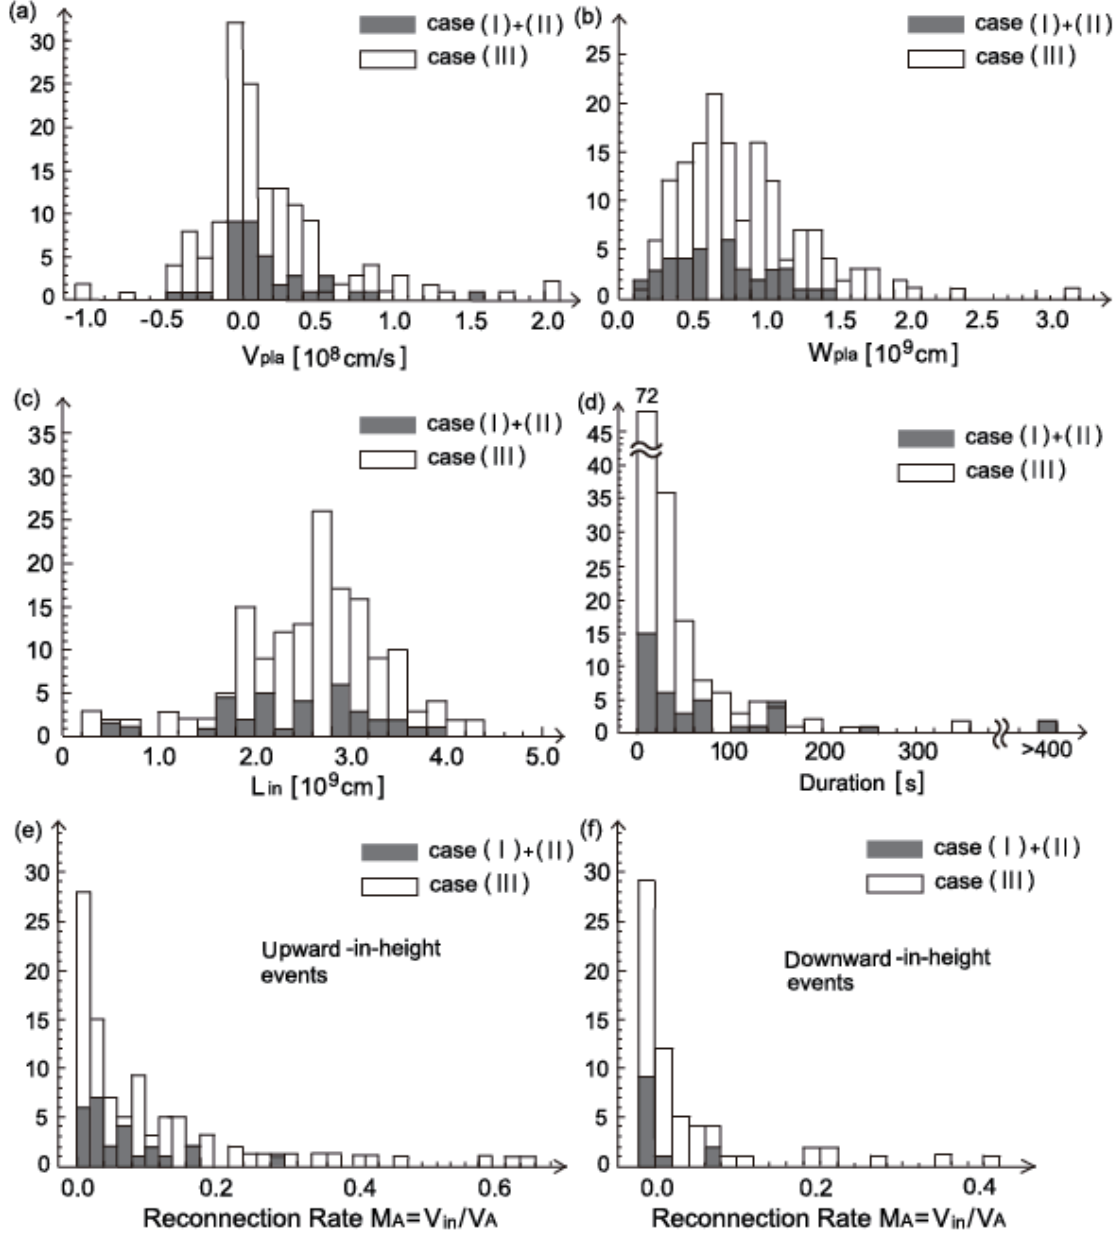 (a)
case ( I )+( II )
case ( III )
30
25
20
15
10
5
0
-1.0 -0.5 0.0 0.5 1.0 1.5 2.0
Vpla [10⁸cm/s]
(b)
case ( I )+( II )
case ( III )
25
20
15
10
5
0
0.0 0.5 1.0 1.5 2.0 2.5 3.0
Wpla [10⁹cm]
(c)
case ( I )+( II )
case ( III )
35
30
25
20
15
10
5
0
0 1.0 2.0 3.0 4.0 5.0
Lin [10⁹cm]
(d)
72
case ( I )+( II )
case ( III )
45
40
35
30
25
20
15
10
5
0
0 100 200 300 >400
Duration [s]
(e)
case ( I )+( II )
case ( III )
Upward -in-height
events
30
25
20
15
10
5
0
0.0 0.2 0.4 0.6
Reconnection Rate MA=Vin/VA
(f)
case ( I )+( II )
case ( III )
Downward -in-height
events
30
25
20
15
10
5
0
0.0 0.2 0.4
Reconnection Rate MA=Vin/VA